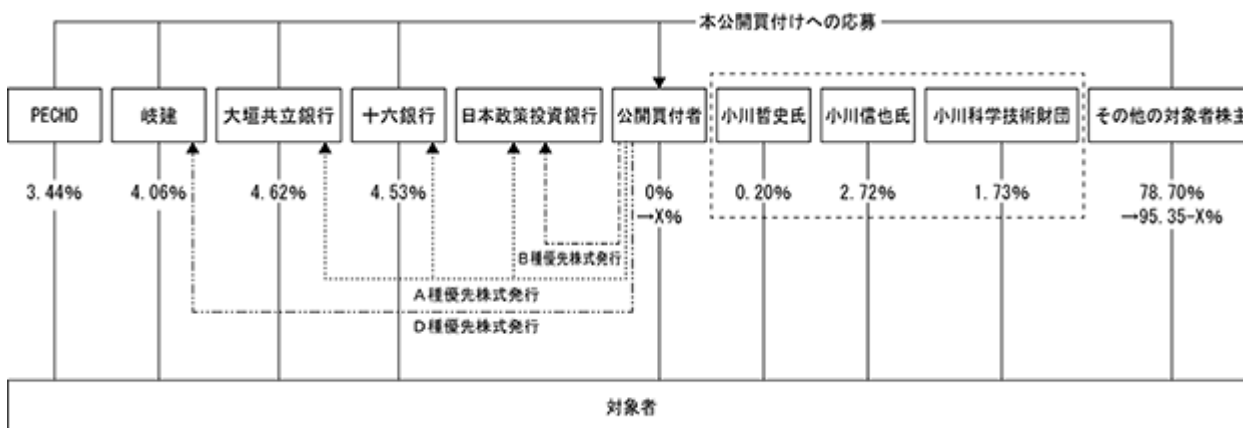 本公開買付けへの応募
PECHD
岐建
大垣共立銀行
十六銀行
日本政策投資銀行
公開買付者
小川哲史氏
小川信也氏
小川科学技術財団
その他の対象者株主
3.44%
4.06%
4.62%
4.53%
0%
→X%
0.20%
2.72%
1.73%
78.70%
→95.35-X%
B種優先株式発行
A種優先株式発行
D種優先株式発行
対象者